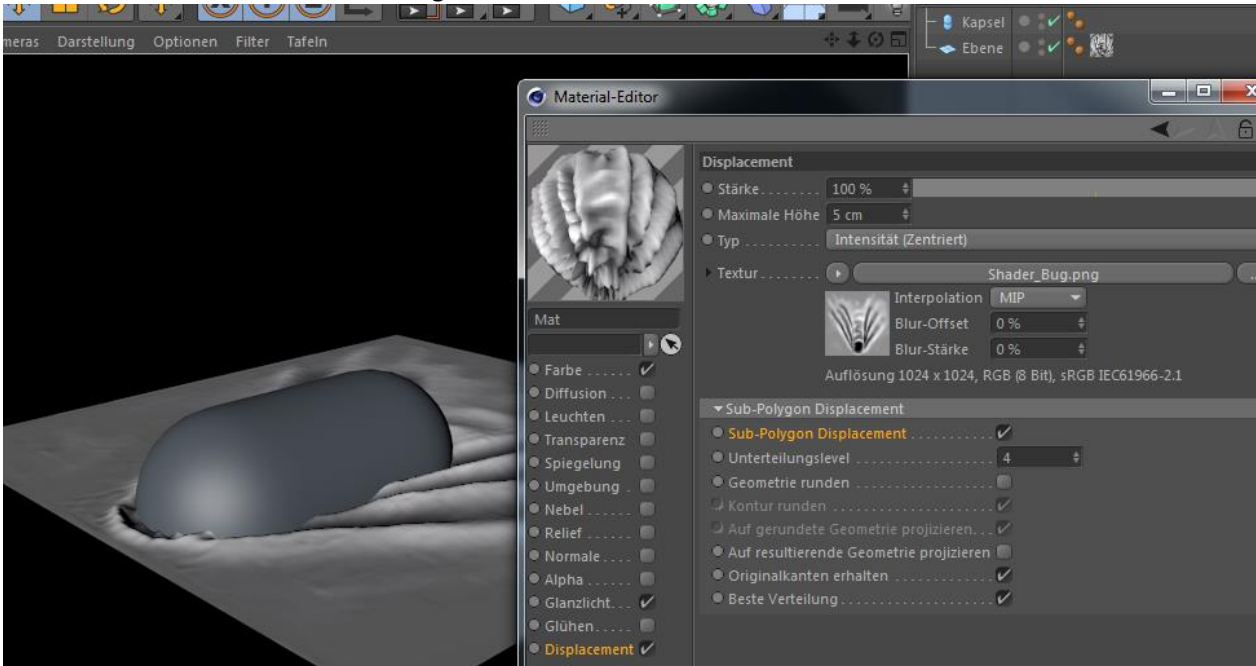 Kapsel
meras Darstellung Optionen Filter Tafeln
Ebene
Material-Editor
Displacement
Stärke........ 100 %
Maximale Höhe 5 cm
Typ .......... Intensität (Zentriert)
Textur........ Shader_Bug.png
Interpolation MIP
Blur-Offset 0 %
Blur-Stärke 0 %
Auflösung 1024 x 1024, RGB (8 Bit), sRGB IEC61966-2.1
Mat
Farbe ......
Diffusion ...
Leuchten ...
Transparenz
Spiegelung
Umgebung .
Nebel ......
Relief ......
Normale ....
Alpha ......
Glanzlicht...
Glühen.....
Displacement
Sub-Polygon Displacement
Sub-Polygon Displacement ..........
Unterteilungslevel ................. 4
Geometrie runden .................
Kontur runden ....................
Auf gerundete Geometrie projizieren...
Auf resultierende Geometrie projizieren
Originalkanten erhalten ............
Beste Verteilung...................